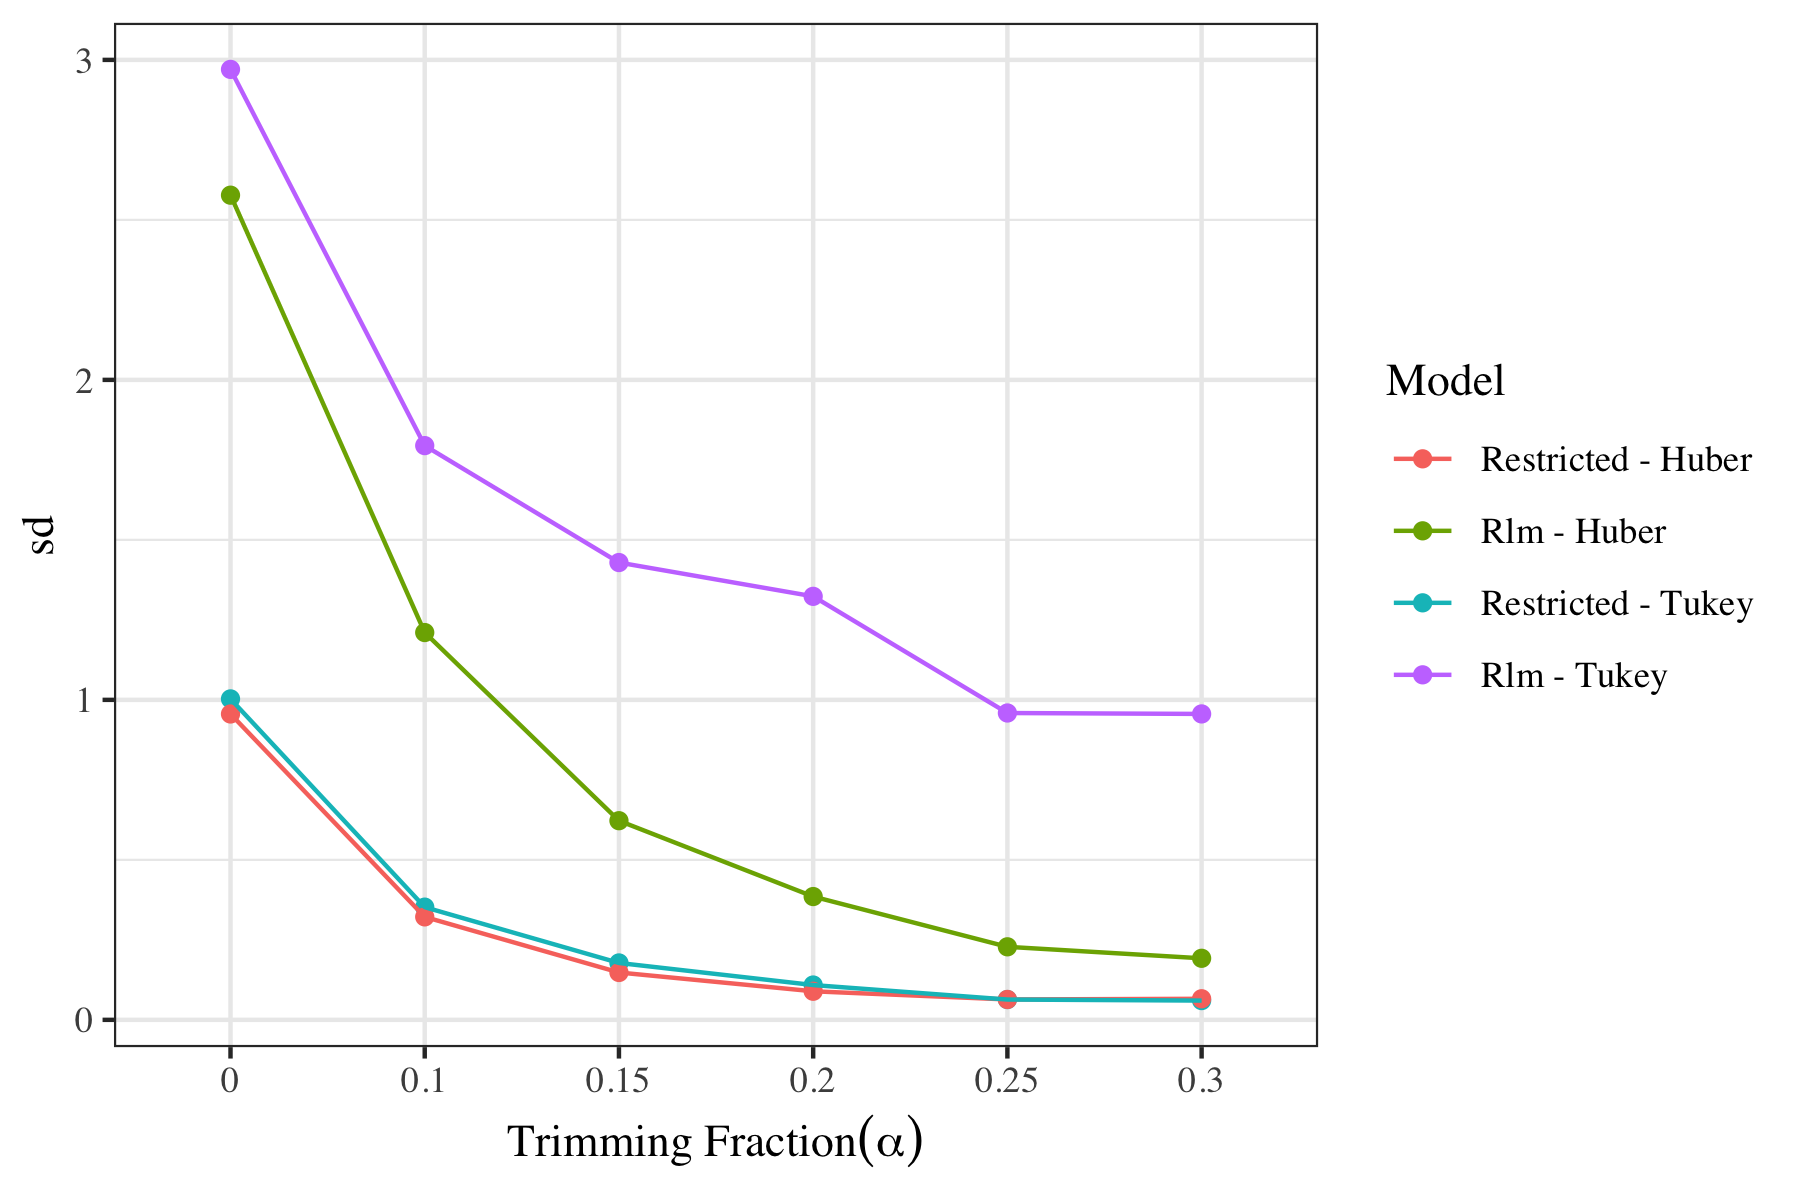 3
2
1
0
sd
0 0.1 0.15 0.2 0.25 0.3
Trimming Fraction(α)
Model
Restricted - Huber
Rlm - Huber
Restricted - Tukey
Rlm - Tukey